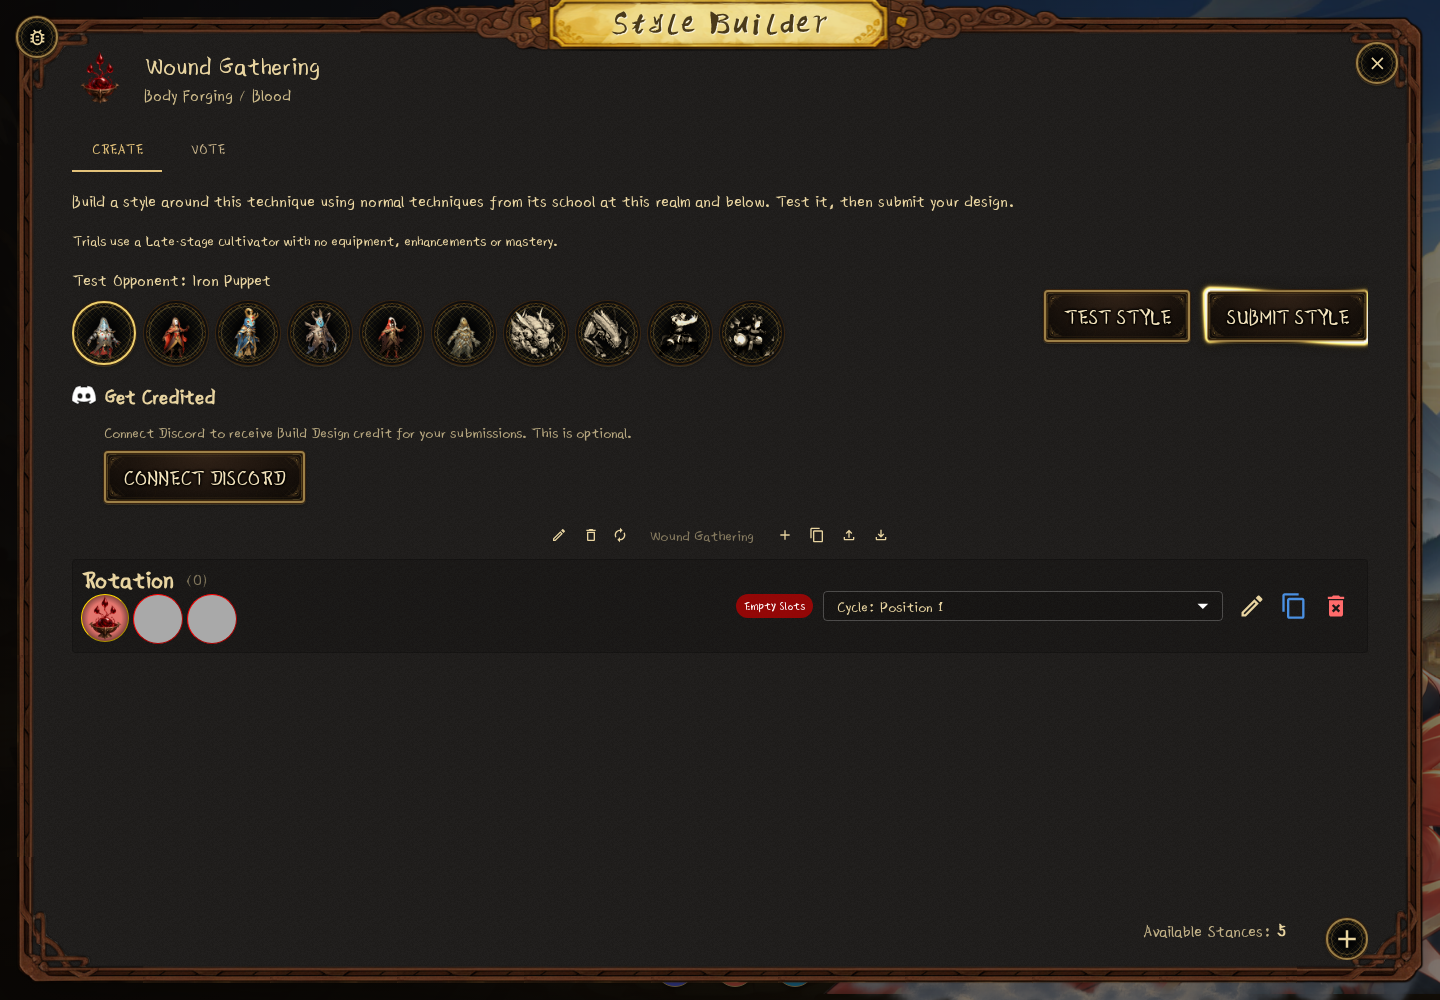 Style Builder
Wound Gathering
Body Forging / Blood
CREATE VOTE
Build a style around this technique using normal techniques from its school at this realm and below. Test it, then submit your design.
Trials use a Late-stage cultivator with no equipment, enhancements or mastery.
Test Opponent: Iron Puppet
TEST STYLE SUBMIT STYLE
Get Credited
Connect Discord to receive Build Design credit for your submissions. This is optional.
CONNECT DISCORD
Wound Gathering
Rotation (0)
Empty Slots Cycle: Position 1
Available Stances: 5